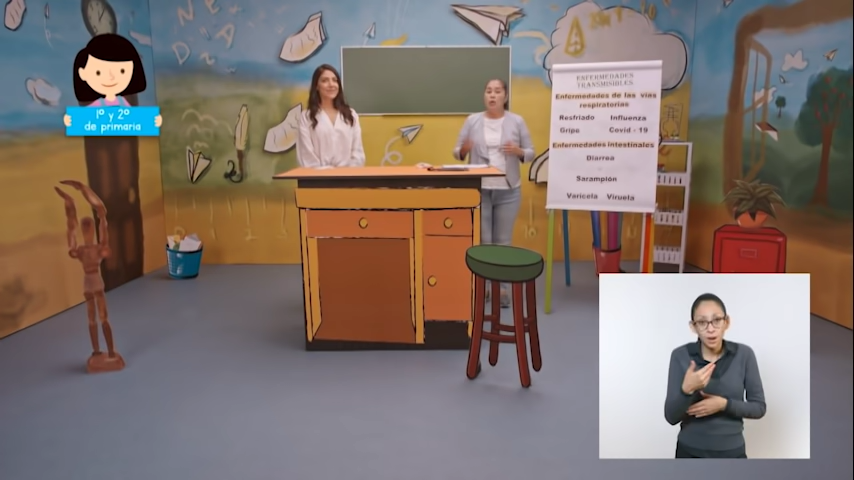 1º y 2º
de primaria
ENFERMEDADES
TRANSMISIBLES
Enfermedades de las vías
respiratorias
Resfriado Influenza
Gripe Covid - 19
Enfermedades intestinales
Diarrea
Sarampión
Varicela Viruela